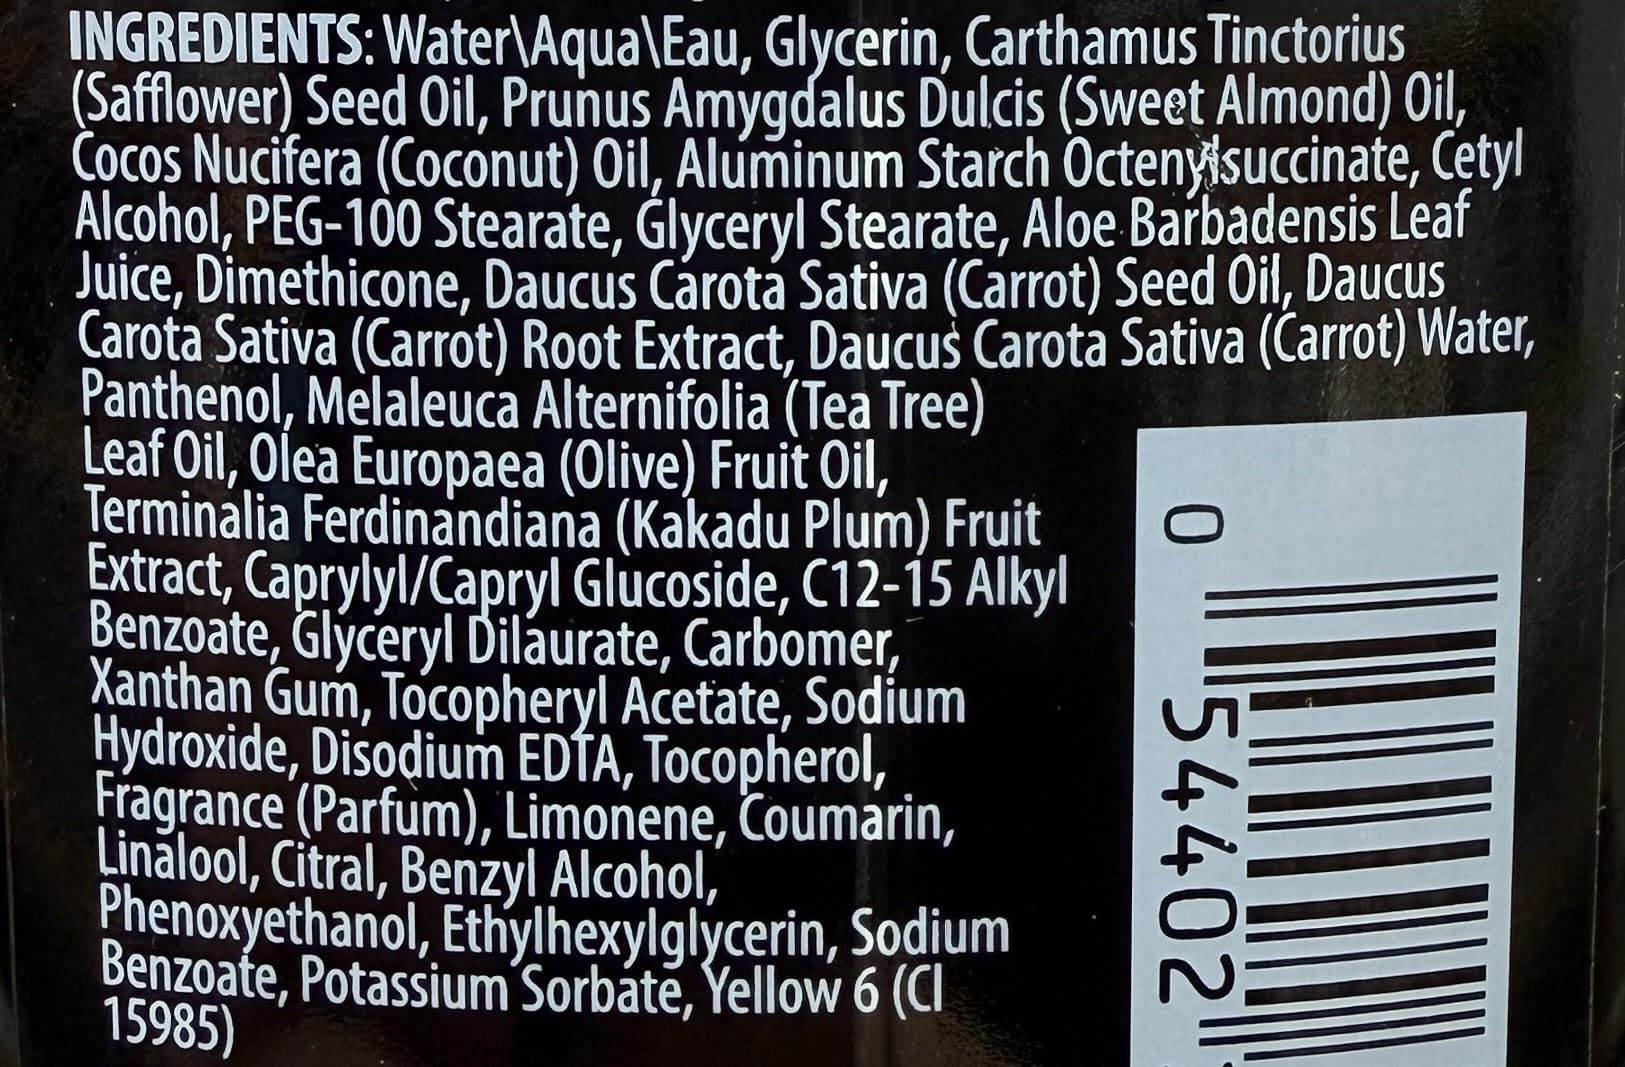 INGREDIENTS: Water\Aqua\Eau, Glycerin, Carthamus Tinctorius
(Safflower) Seed Oil, Prunus Amygdalus Dulcis (Sweet Almond) Oil,
Cocos Nucifera (Coconut) Oil, Aluminum Starch Octenylsuccinate, Cetyl
Alcohol, PEG-100 Stearate, Glyceryl Stearate, Aloe Barbadensis Leaf
Juice, Dimethicone, Daucus Carota Sativa (Carrot) Seed Oil, Daucus
Carota Sativa (Carrot) Root Extract, Daucus Carota Sativa (Carrot) Water,
Panthenol, Melaleuca Alternifolia (Tea Tree)
Leaf Oil, Olea Europaea (Olive) Fruit Oil,
Terminalia Ferdinandiana (Kakadu Plum) Fruit
Extract, Caprylyl/Capryl Glucoside, C12-15 Alkyl
Benzoate, Glyceryl Dilaurate, Carbomer,
Xanthan Gum, Tocopheryl Acetate, Sodium
Hydroxide, Disodium EDTA, Tocopherol,
Fragrance (Parfum), Limonene, Coumarin,
Linalool, Citral, Benzyl Alcohol,
Phenoxyethanol, Ethylhexylglycerin, Sodium
Benzoate, Potassium Sorbate, Yellow 6 (CI
15985)
0 54402